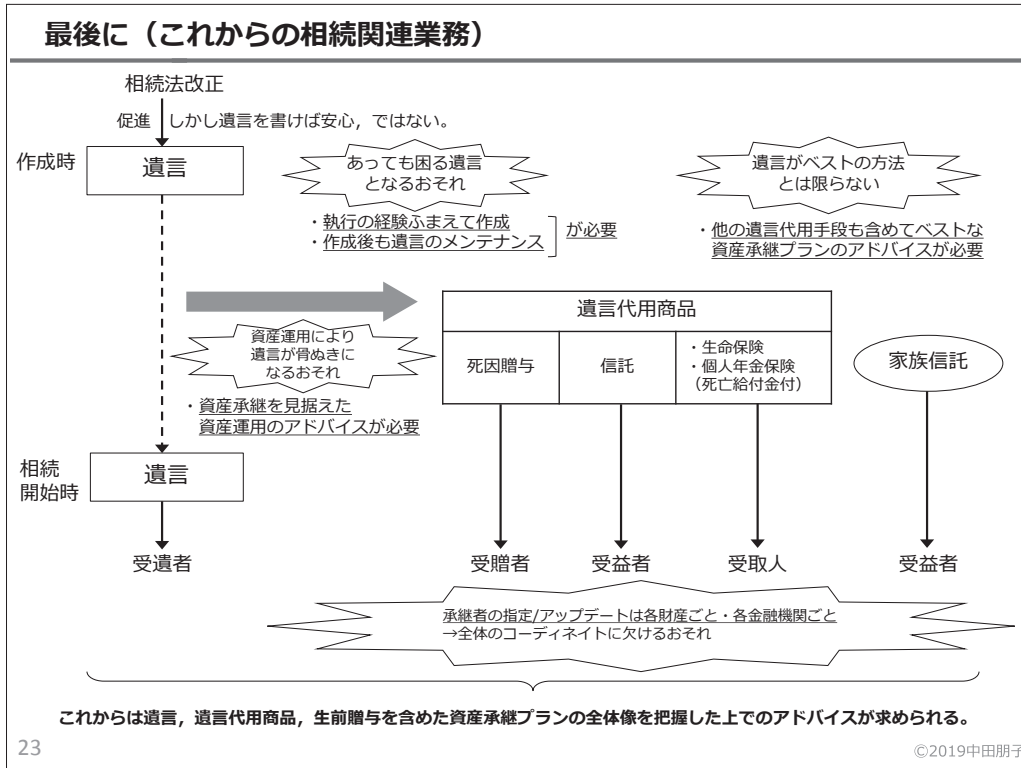 最後に（これからの相続関連業務）
相続法改正
促進
しかし遺言を書けば安心，ではない。
作成時
遺言
あっても困る遺言
となるおそれ
・執行の経験ふまえて作成
・作成後も遺言のメンテナンス
が必要
遺言がベストの方法
とは限らない
・他の遺言代用手段も含めてベストな
資産承継プランのアドバイスが必要
資産運用により
遺言が骨ぬきに
なるおそれ
・資産承継を見据えた
資産運用のアドバイスが必要
遺言代用商品
死因贈与
信託
・生命保険
・個人年金保険
（死亡給付金付）
家族信託
相続
開始時
遺言
受遺者
受贈者
受益者
受取人
受益者
承継者の指定/アップデートは各財産ごと・各金融機関ごと
→全体のコーディネイトに欠けるおそれ
これからは遺言，遺言代用商品，生前贈与を含めた資産承継プランの全体像を把握した上でのアドバイスが求められる。
23
©2019中田朋子